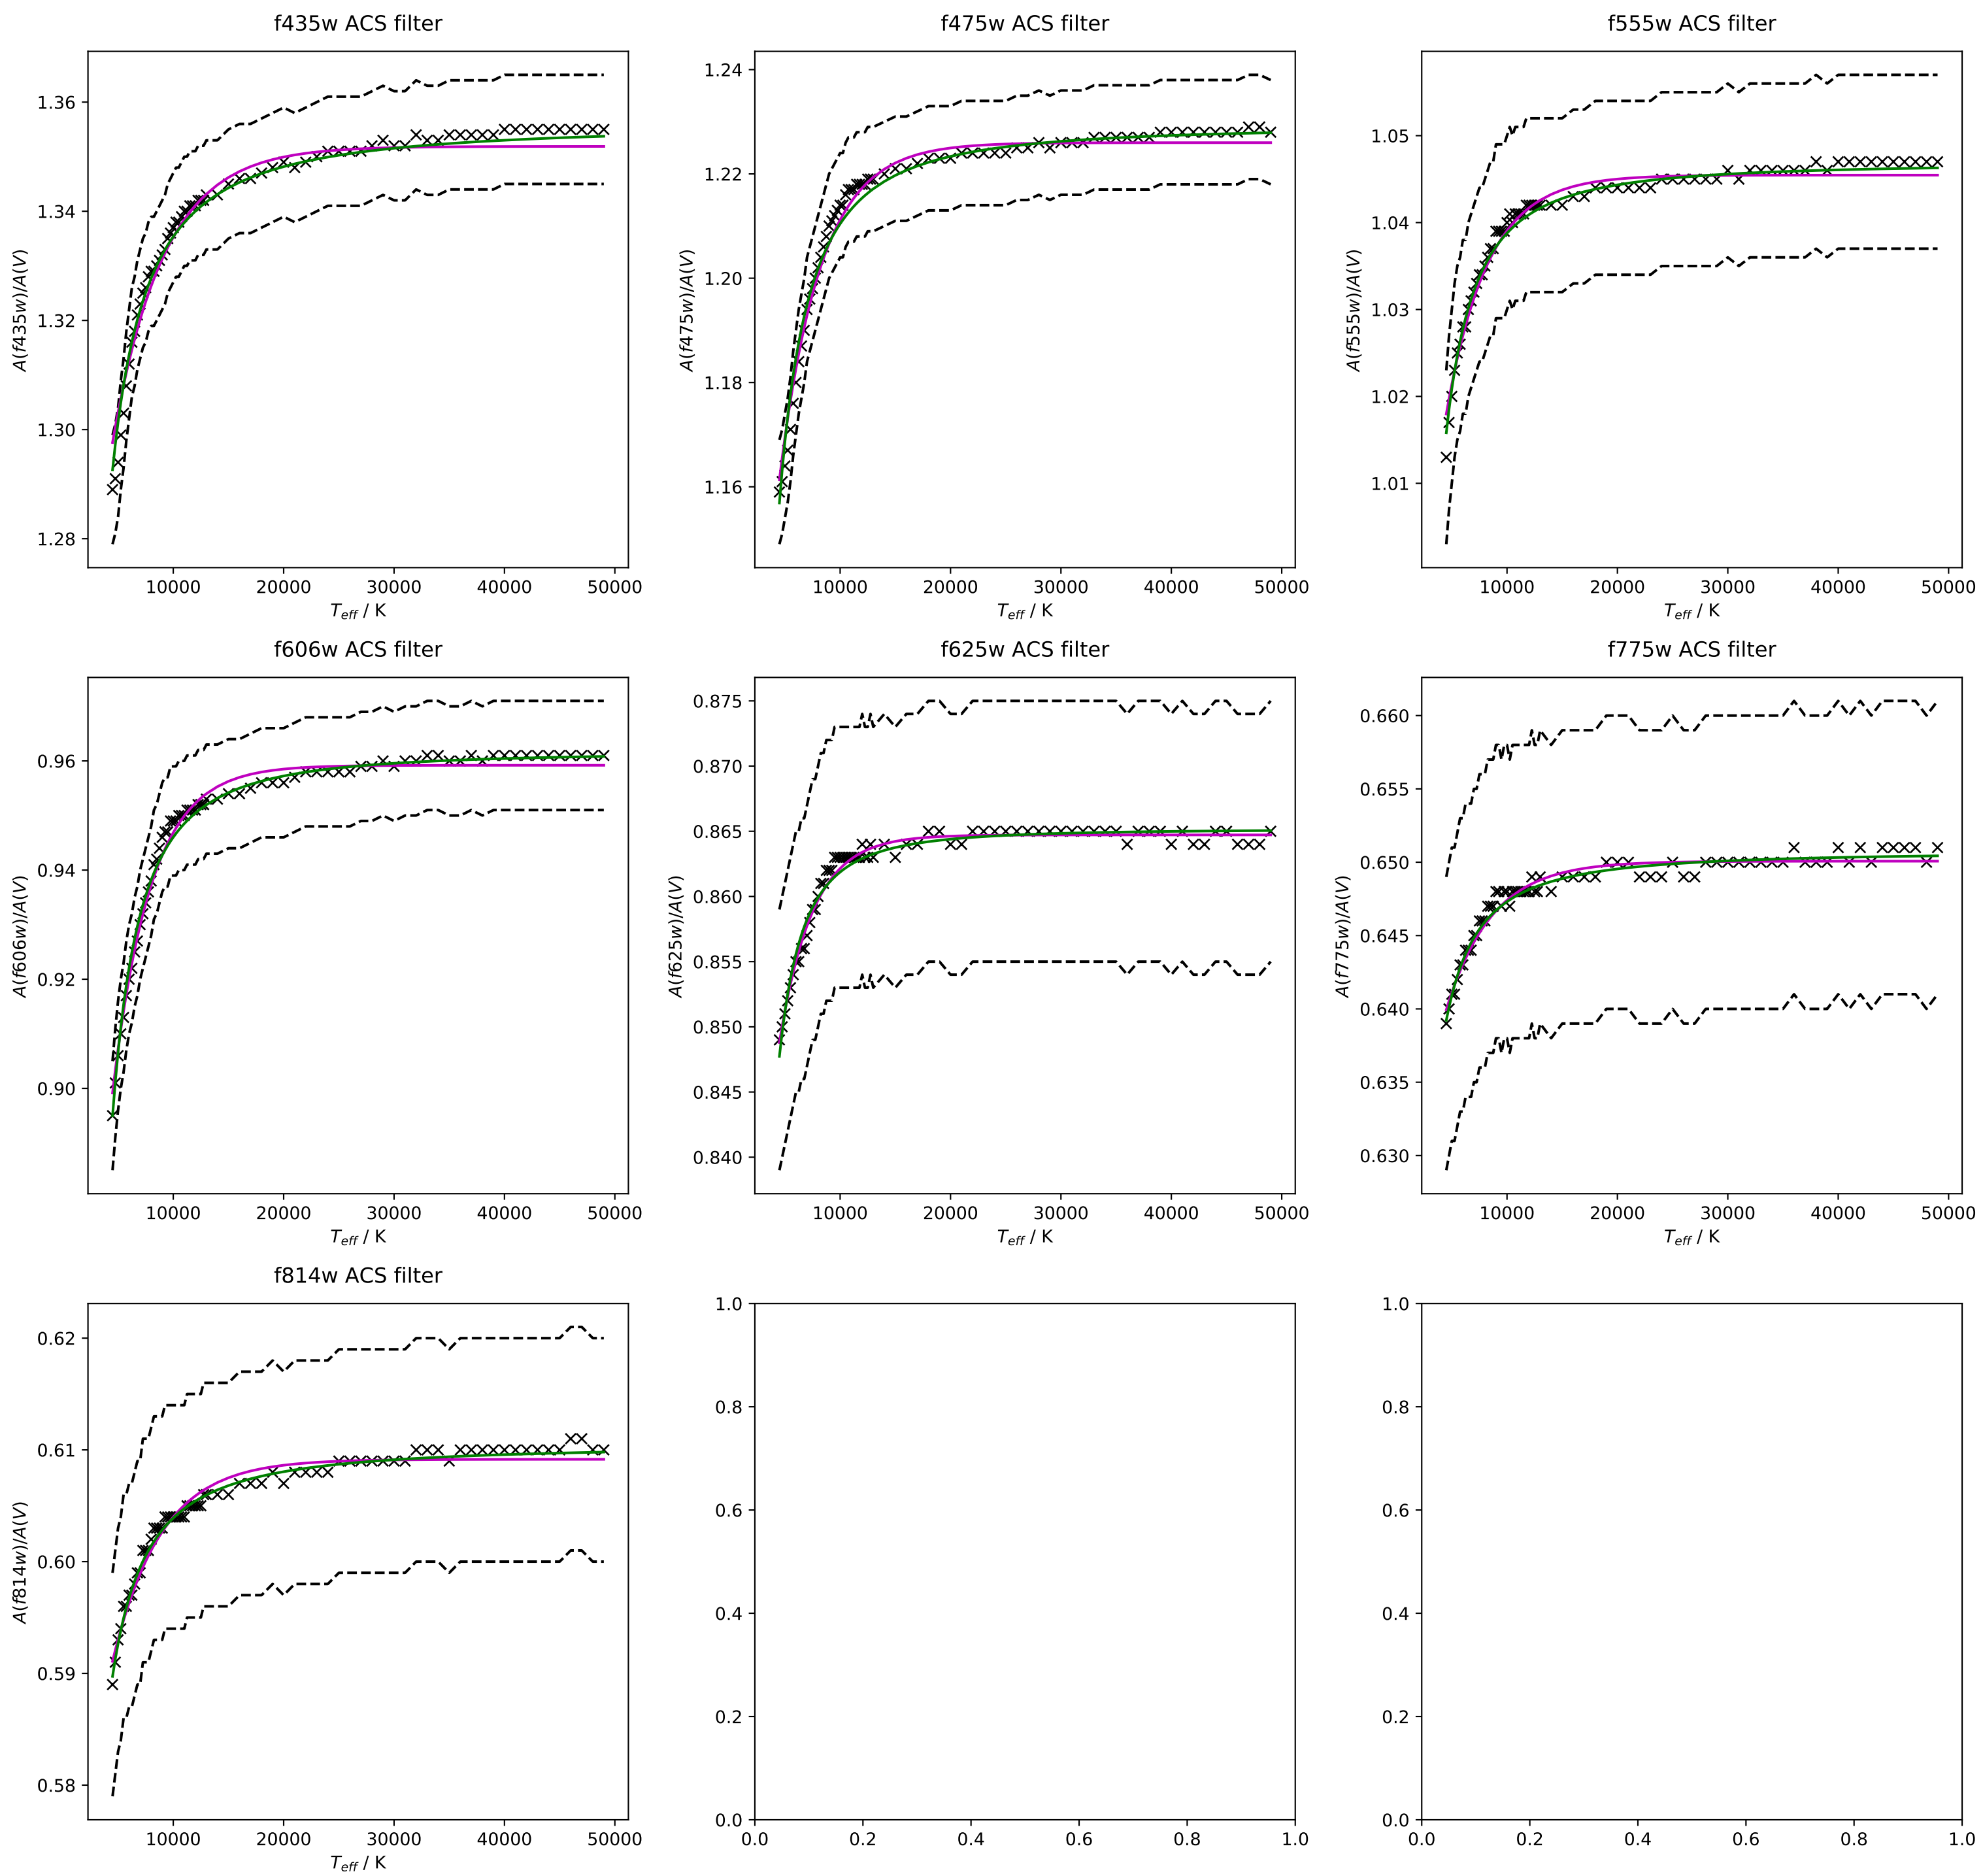 f435w ACS filter
f475w ACS filter
f555w ACS filter
1.36
1.34
1.32
1.30
1.28
A(f435w)/A(V)
10000 20000 30000 40000 50000
T_eff / K
1.24
1.22
1.20
1.18
1.16
A(f475w)/A(V)
10000 20000 30000 40000 50000
T_eff / K
1.05
1.04
1.03
1.02
1.01
A(f555w)/A(V)
10000 20000 30000 40000 50000
T_eff / K
f606w ACS filter
f625w ACS filter
f775w ACS filter
0.96
0.94
0.92
0.90
A(f606w)/A(V)
10000 20000 30000 40000 50000
T_eff / K
0.875
0.870
0.865
0.860
0.855
0.850
0.845
0.840
A(f625w)/A(V)
10000 20000 30000 40000 50000
T_eff / K
0.660
0.655
0.650
0.645
0.640
0.635
0.630
A(f775w)/A(V)
10000 20000 30000 40000 50000
T_eff / K
f814w ACS filter
0.62
0.61
0.60
0.59
0.58
A(f814w)/A(V)
10000 20000 30000 40000 50000
T_eff / K
1.0
0.8
0.6
0.4
0.2
0.0
0.0 0.2 0.4 0.6 0.8 1.0
1.0
0.8
0.6
0.4
0.2
0.0
0.0 0.2 0.4 0.6 0.8 1.0